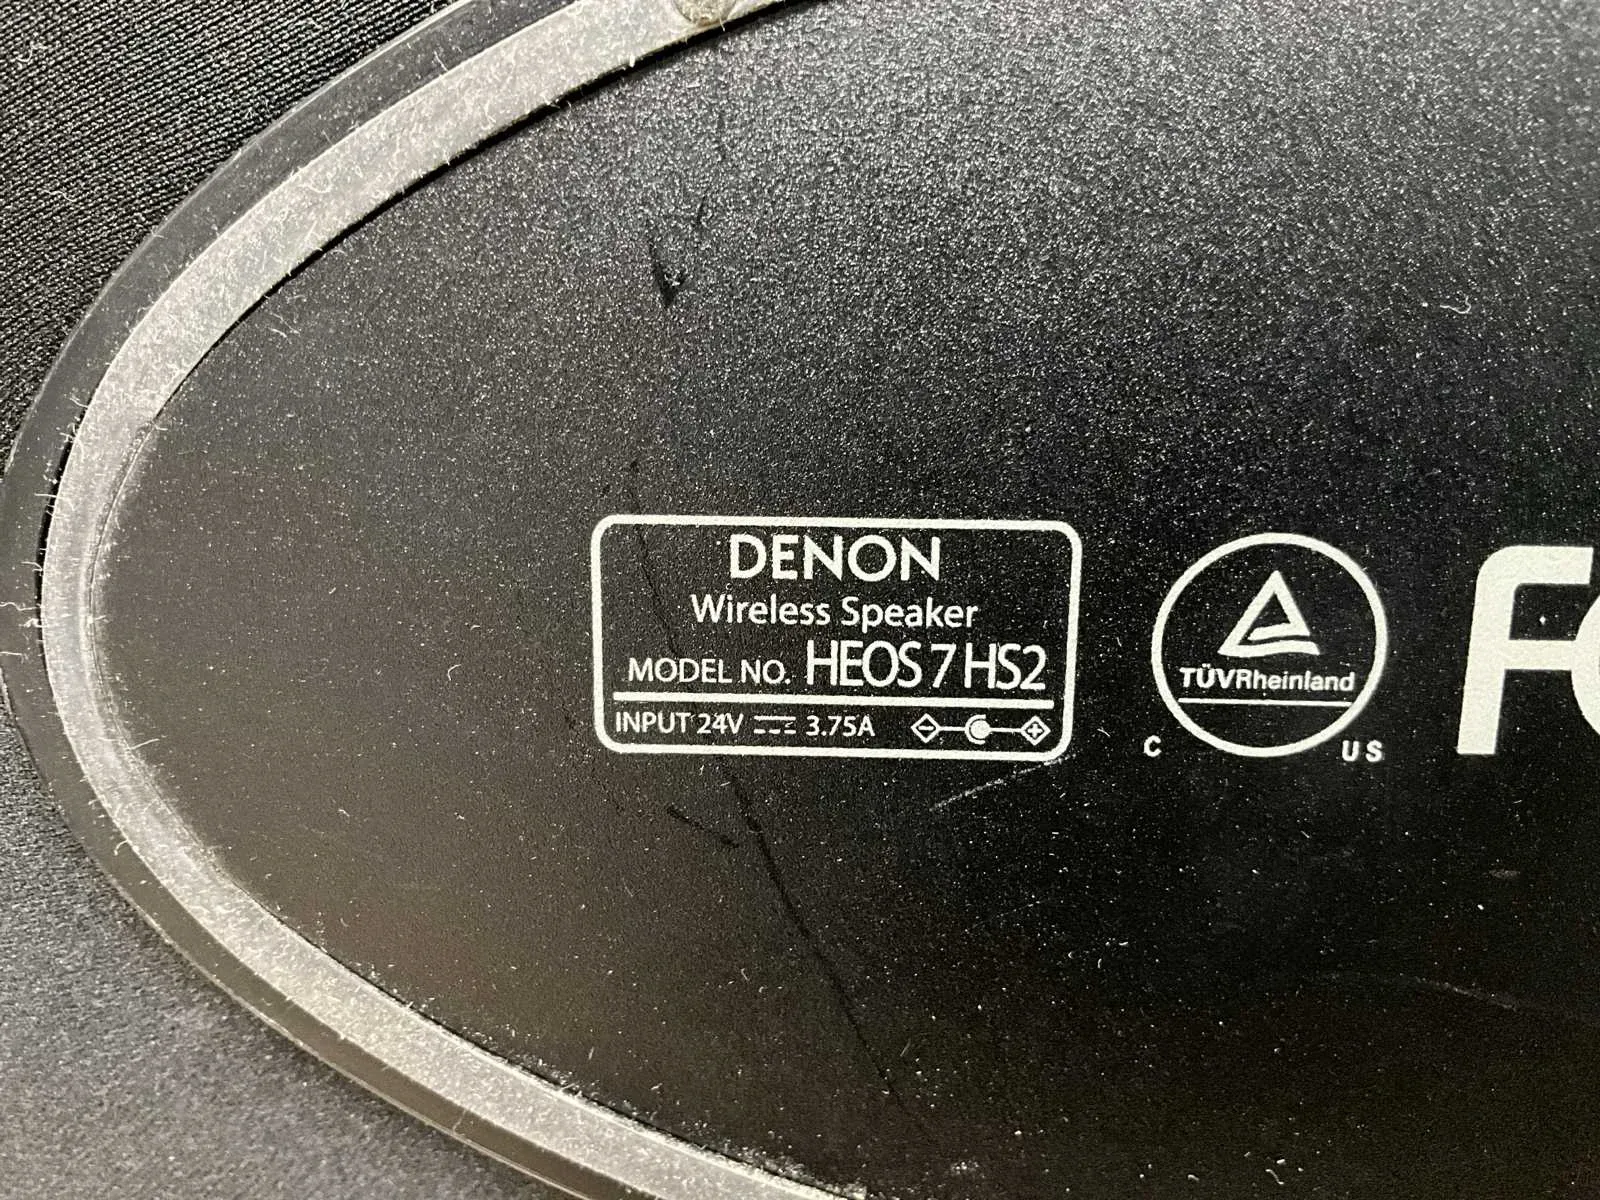 DENON
Wireless Speaker
MODEL NO. HEOS 7 HS2
INPUT 24V ⎓ 3.75A
TÜVRheinland
C US
F